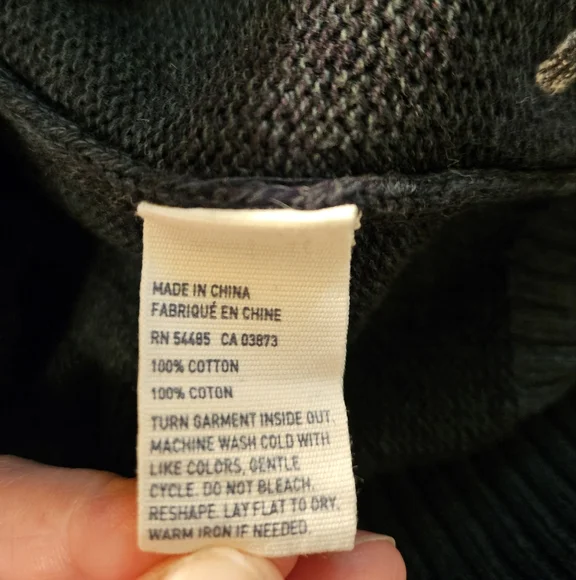 MADE IN CHINA
FABRIQUÉ EN CHINE
RN 54485 CA 03873
100% COTTON
100% COTON
TURN GARMENT INSIDE OUT.
MACHINE WASH COLD WITH
LIKE COLORS, GENTLE
CYCLE. DO NOT BLEACH.
RESHAPE. LAY FLAT TO DRY.
WARM IRON IF NEEDED.